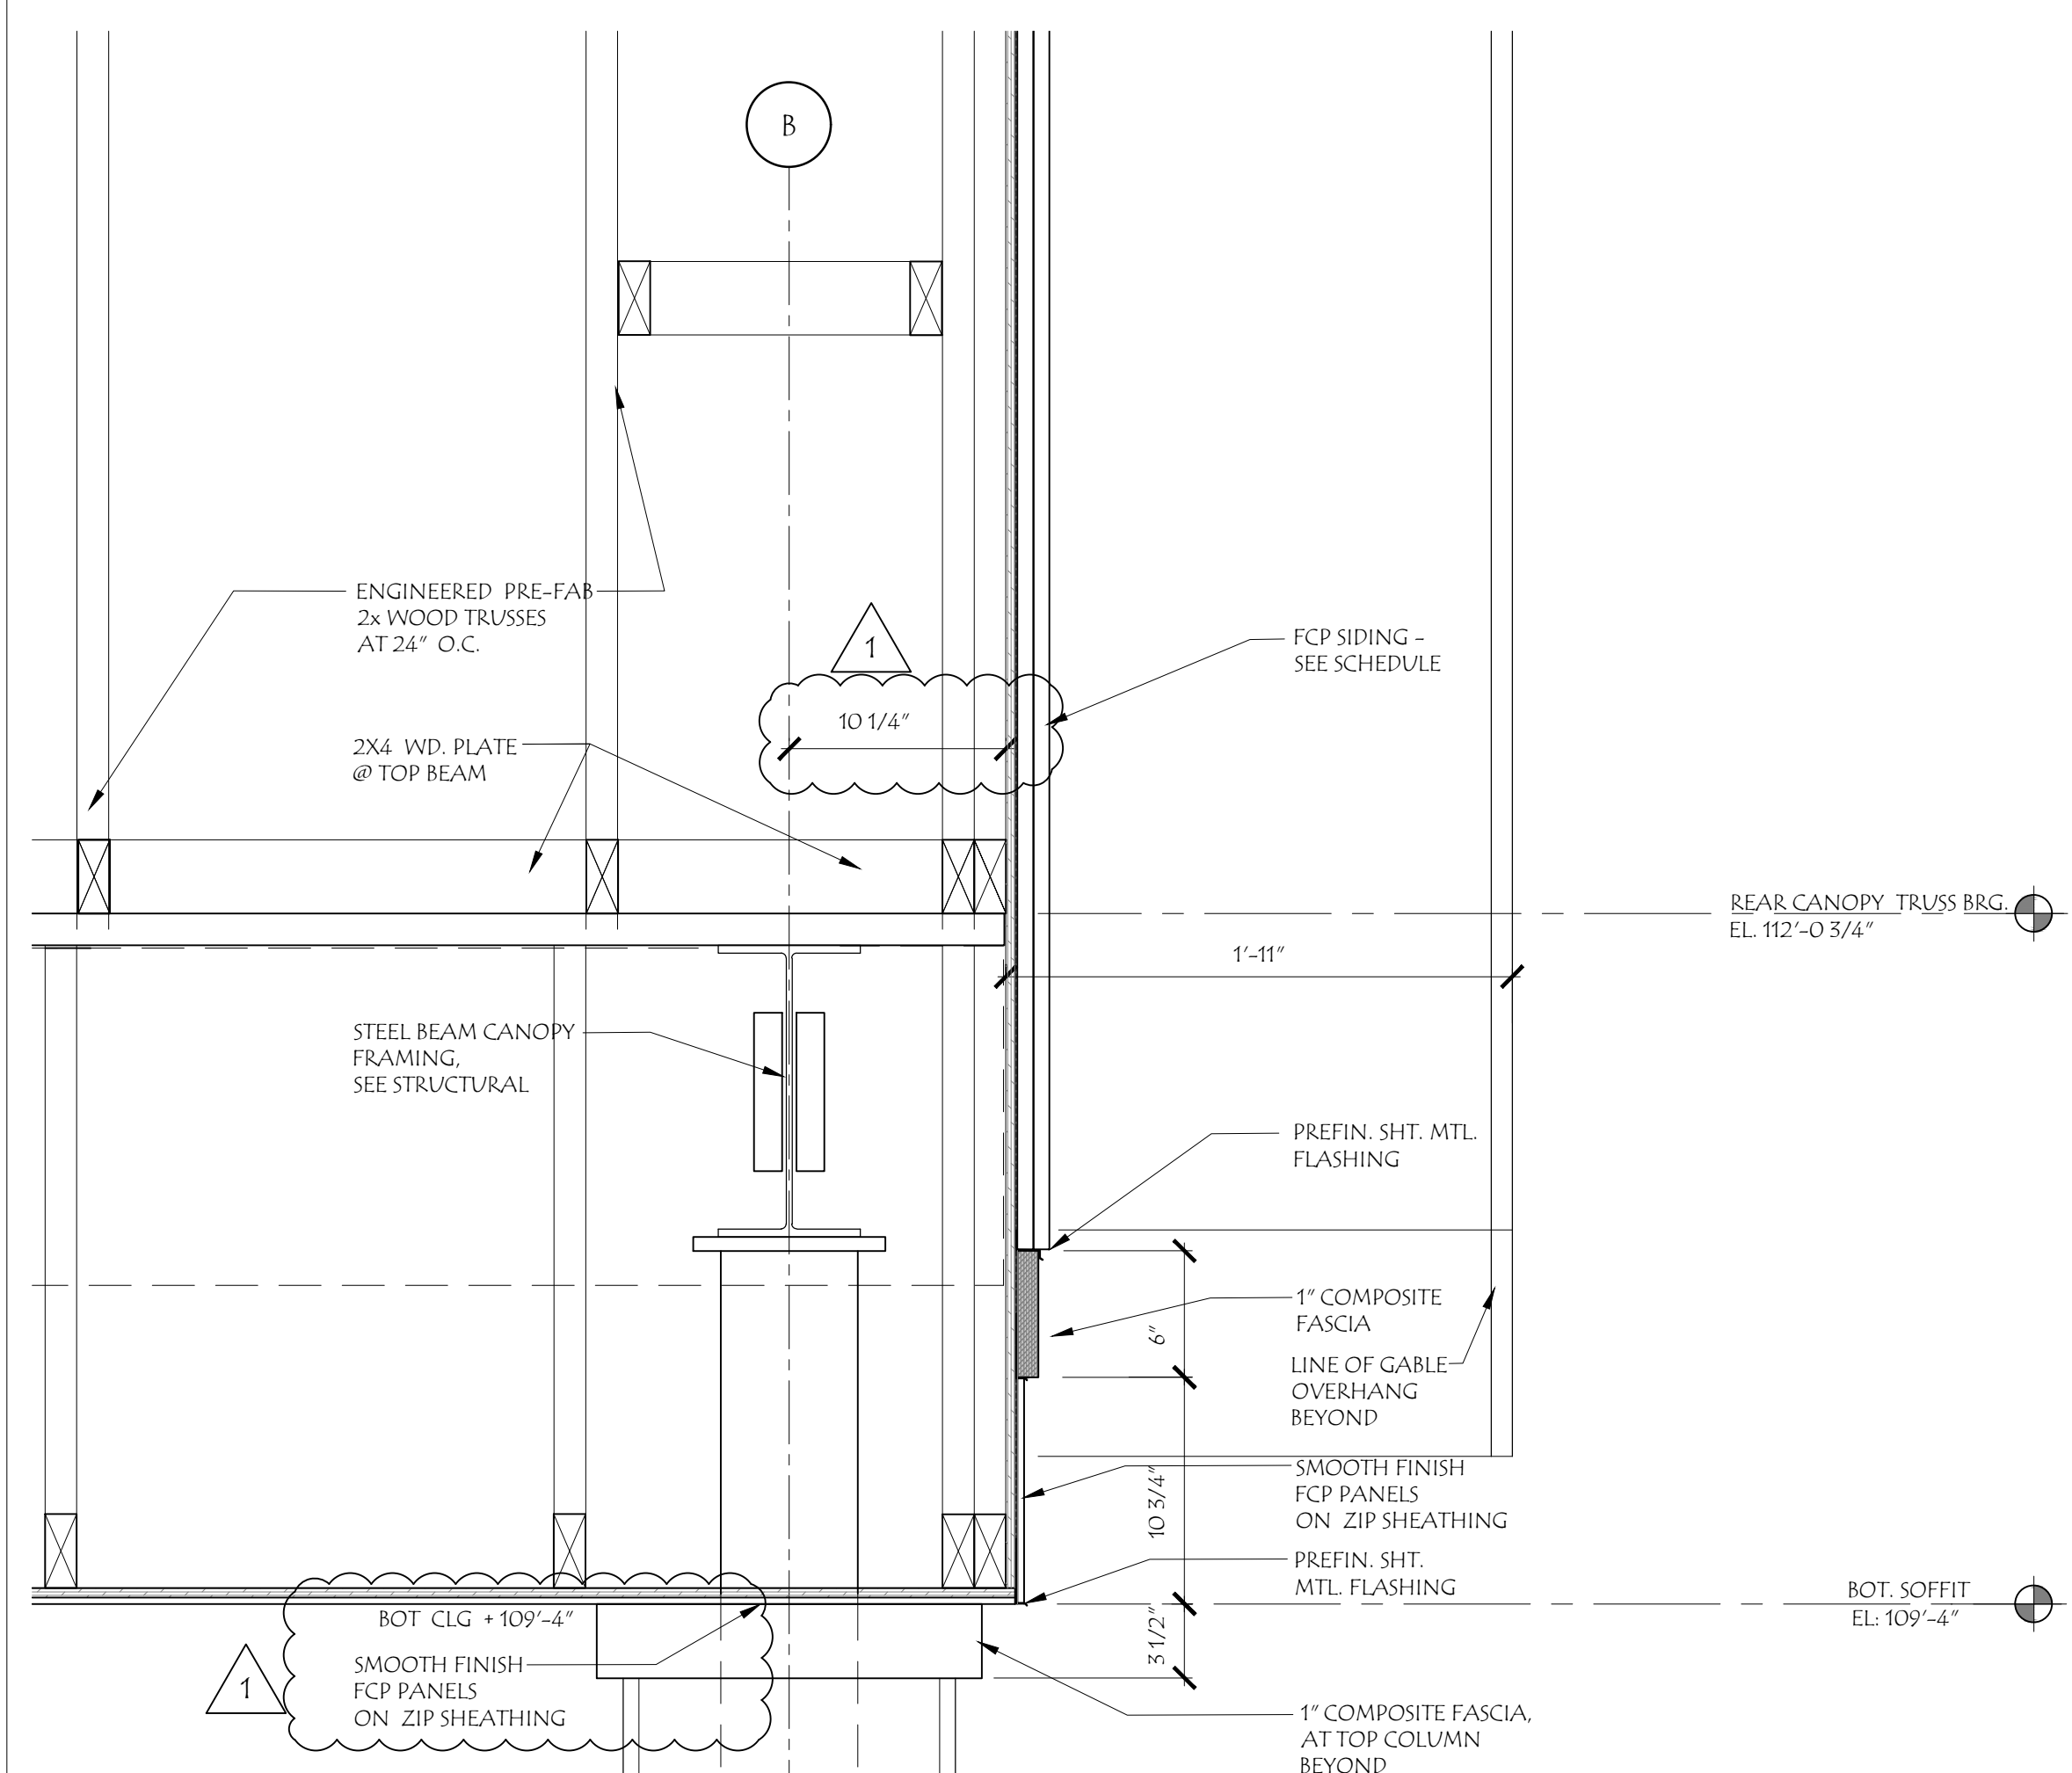 B
ENGINEERED PRE-FAB
2x WOOD TRUSSES
AT 24" O.C.
1
10 1/4"
FCP SIDING -
SEE SCHEDULE
2X4 WD. PLATE
@ TOP BEAM
REAR CANOPY TRUSS BRG.
EL. 112'-0 3/4"
1'-11"
STEEL BEAM CANOPY
FRAMING,
SEE STRUCTURAL
PREFIN. SHT. MTL.
FLASHING
1" COMPOSITE
FASCIA
6"
LINE OF GABLE
OVERHANG
BEYOND
SMOOTH FINISH
FCP PANELS
ON ZIP SHEATHING
10 3/4"
PREFIN. SHT.
MTL. FLASHING
BOT. SOFFIT
EL: 109'-4"
3 1/2"
BOT CLG + 109'-4"
1
SMOOTH FINISH
FCP PANELS
ON ZIP SHEATHING
1" COMPOSITE FASCIA,
AT TOP COLUMN
BEYOND